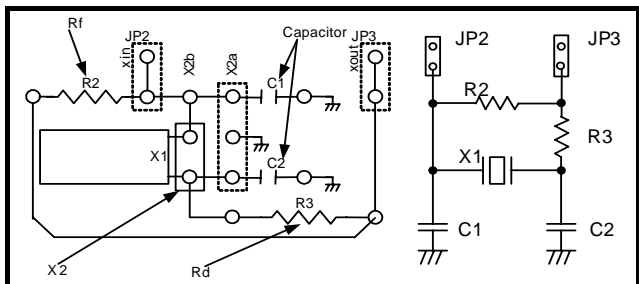 Rf
JP2
JP3
Capacitor
xin
X2b
X2a
xout
R2
C1
X1
C2
R3
X2
Rd
JP2
JP3
R2
R3
X1
C1
C2